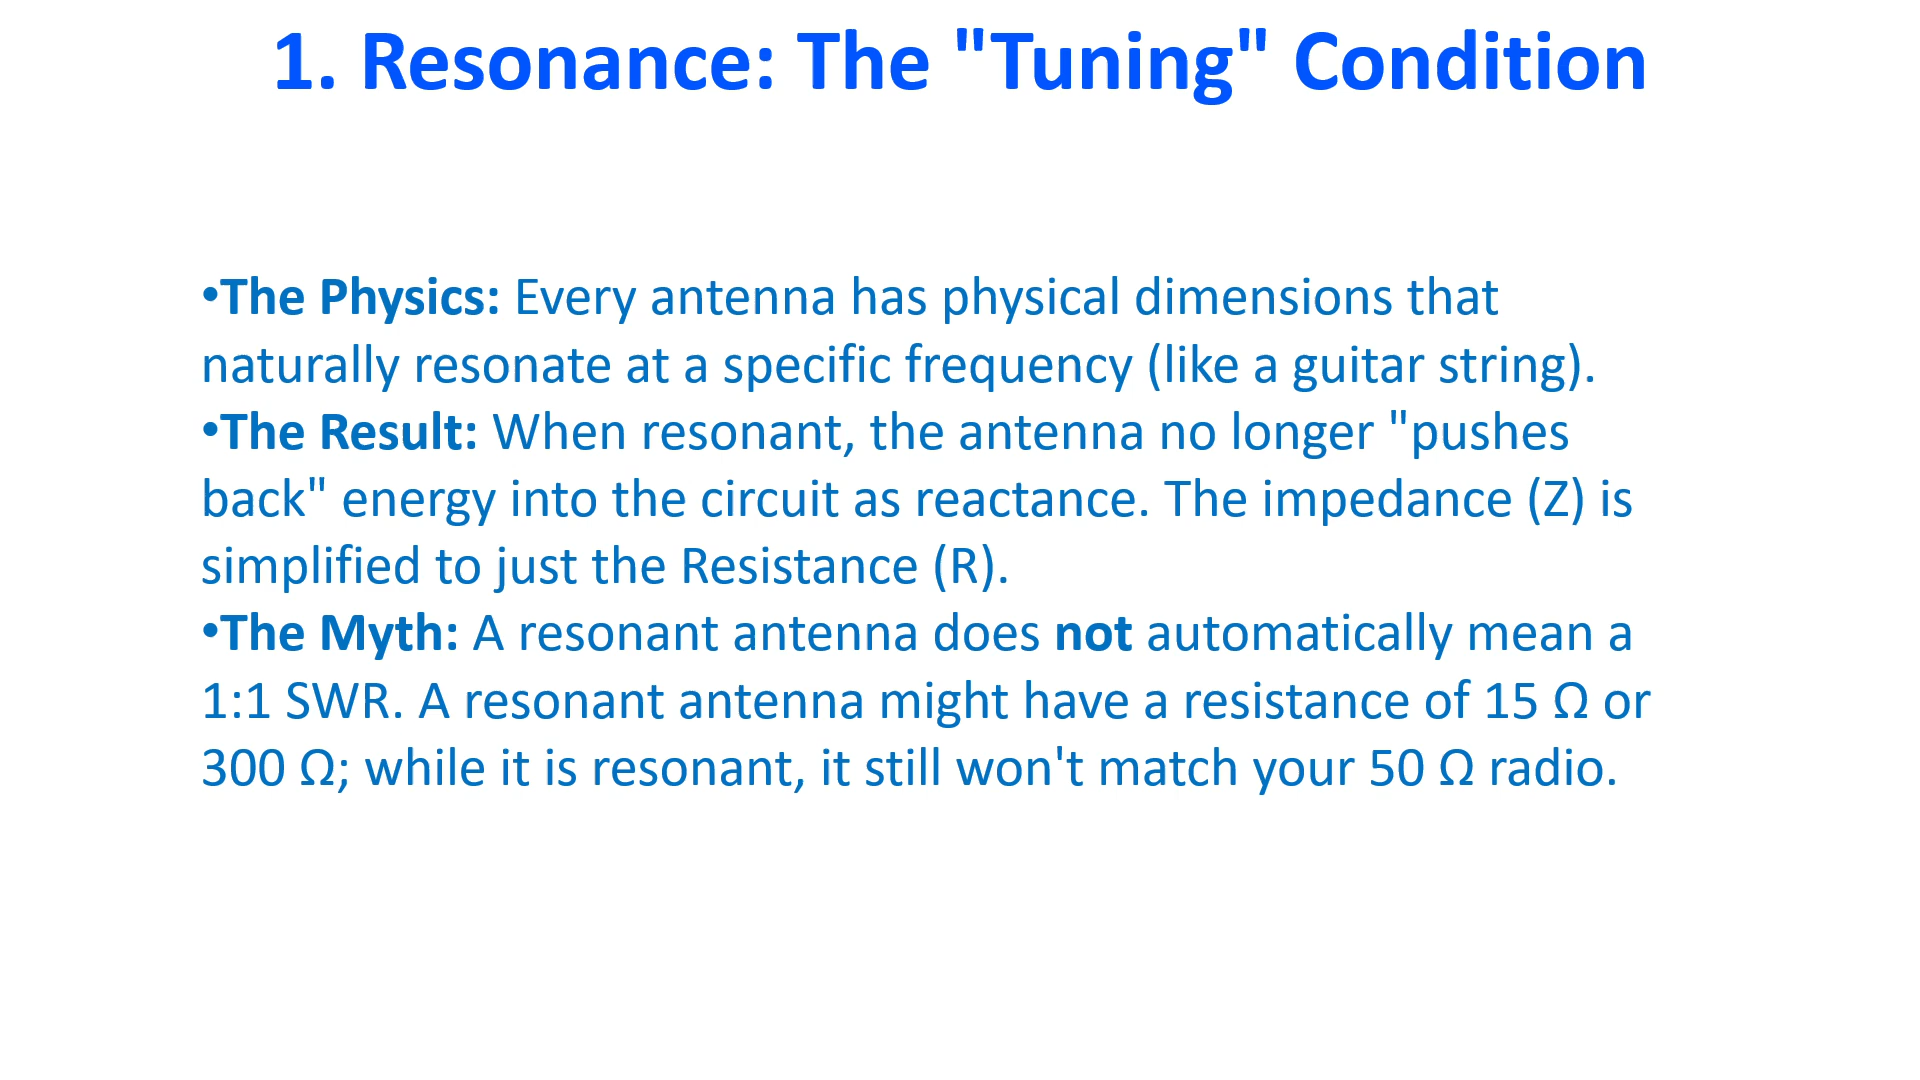 1. Resonance: The "Tuning" Condition
•The Physics: Every antenna has physical dimensions that
naturally resonate at a specific frequency (like a guitar string).
•The Result: When resonant, the antenna no longer "pushes
back" energy into the circuit as reactance. The impedance (Z) is
simplified to just the Resistance (R).
•The Myth: A resonant antenna does not automatically mean a
1:1 SWR. A resonant antenna might have a resistance of 15 Ω or
300 Ω; while it is resonant, it still won't match your 50 Ω radio.